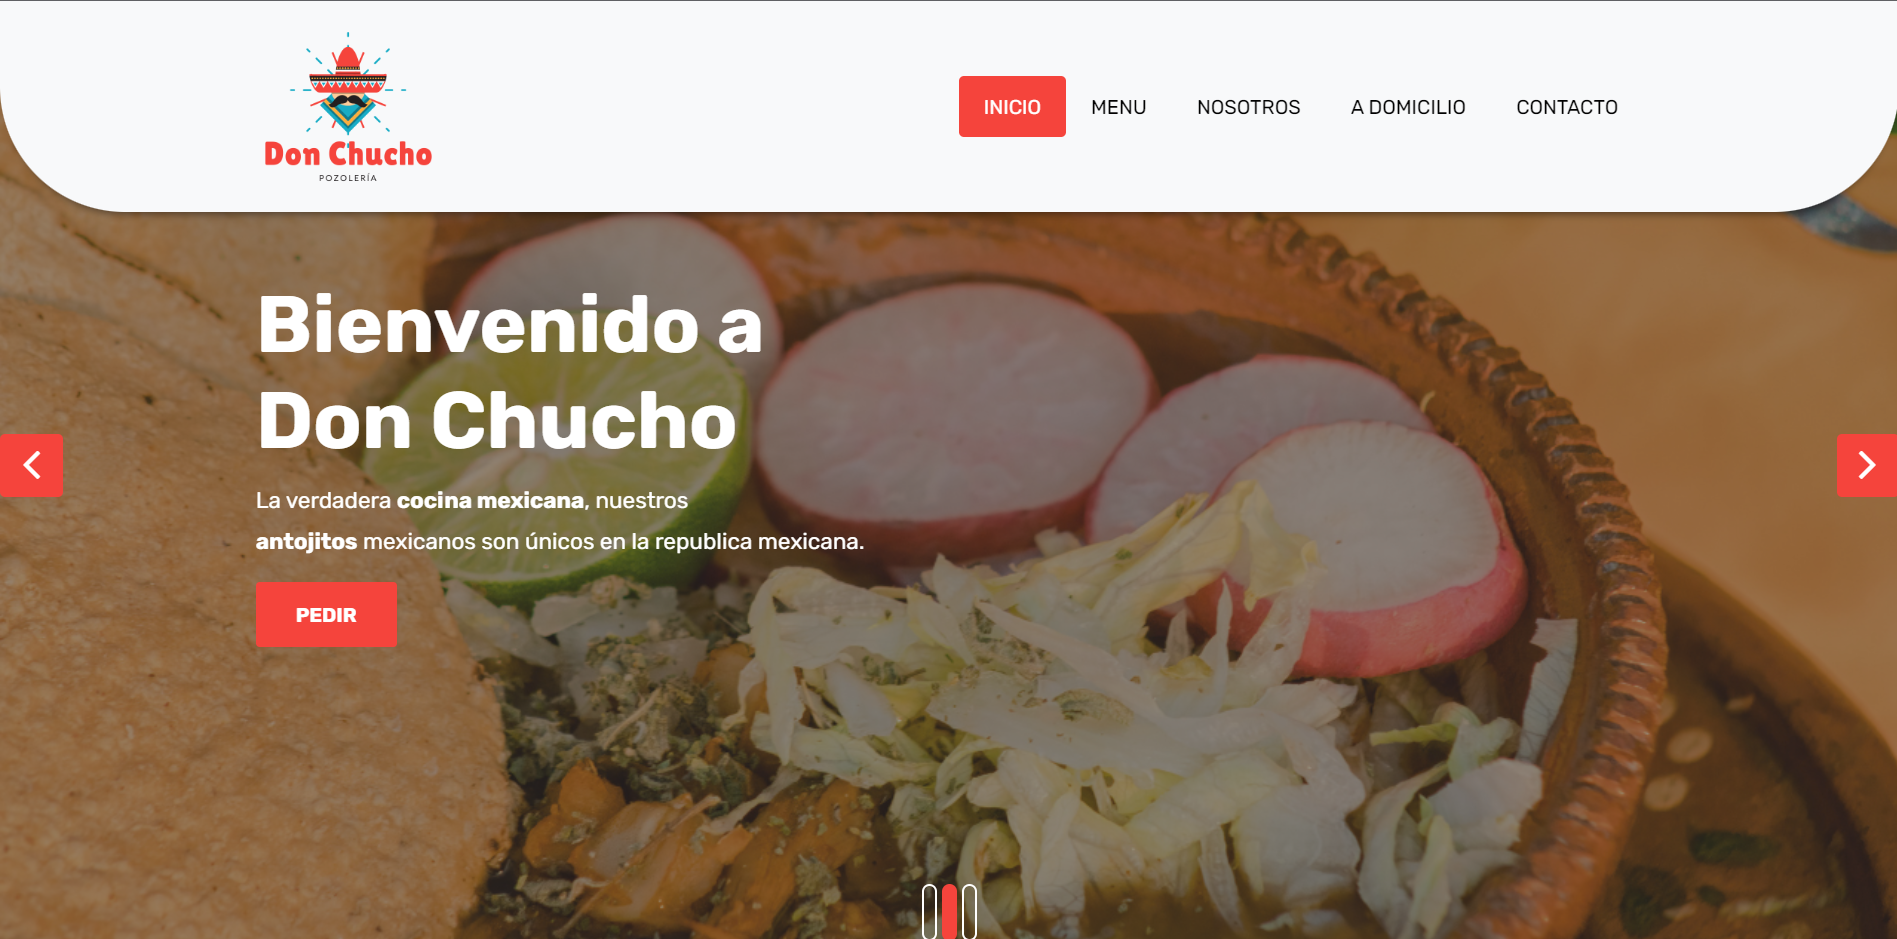 Don Chucho
POZOLERÍA
INICIO MENU NOSOTROS A DOMICILIO CONTACTO
Bienvenido a
Don Chucho
La verdadera cocina mexicana, nuestros
antojitos mexicanos son únicos en la republica mexicana.
PEDIR